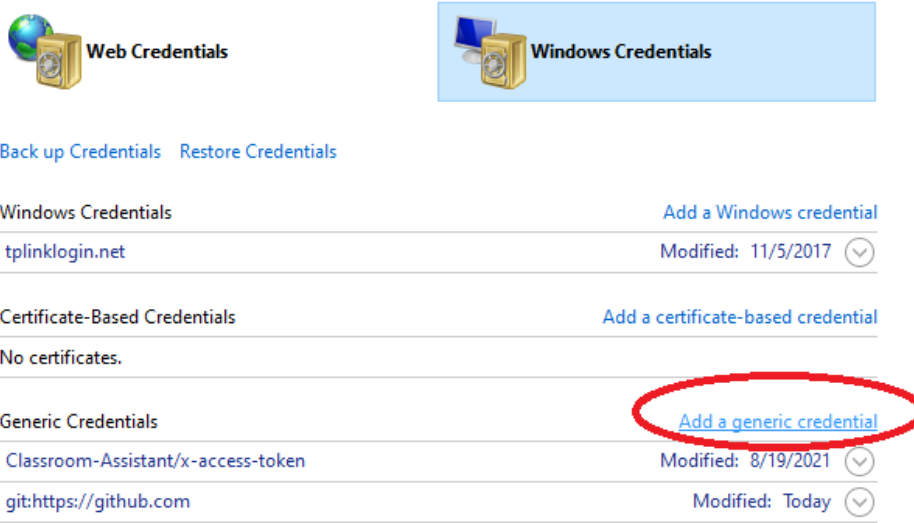 Web Credentials
Windows Credentials
Back up Credentials Restore Credentials
Windows Credentials Add a Windows credential
tplinklogin.net Modified: 11/5/2017
Certificate-Based Credentials Add a certificate-based credential
No certificates.
Generic Credentials Add a generic credential
Classroom-Assistant/x-access-token Modified: 8/19/2021
git:https://github.com Modified: Today